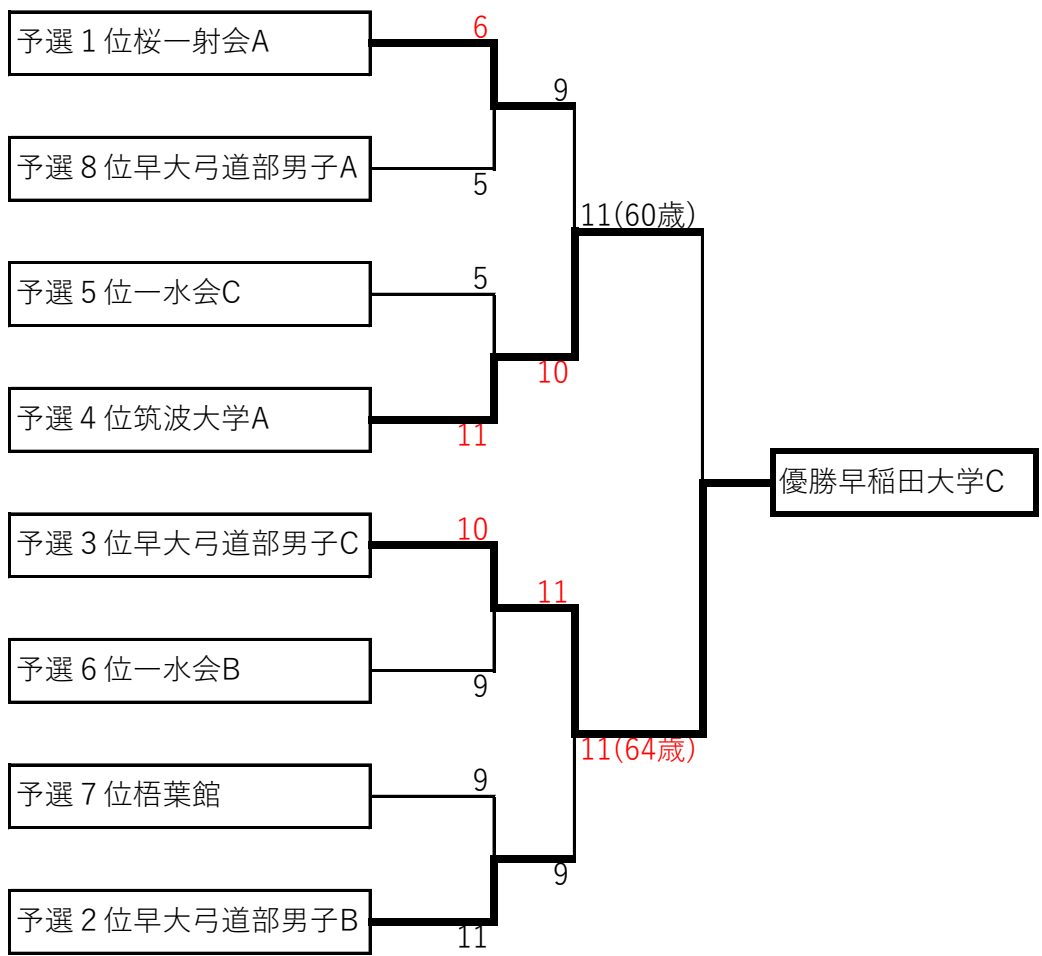 予選１位桜一射会A
6
9
予選８位早大弓道部男子A
5
11(60歳)
予選５位一水会C
5
10
予選４位筑波大学A
11
優勝早稲田大学C
予選３位早大弓道部男子C
10
11
予選６位一水会B
9
11(64歳)
予選７位梧葉館
9
9
予選２位早大弓道部男子B
11